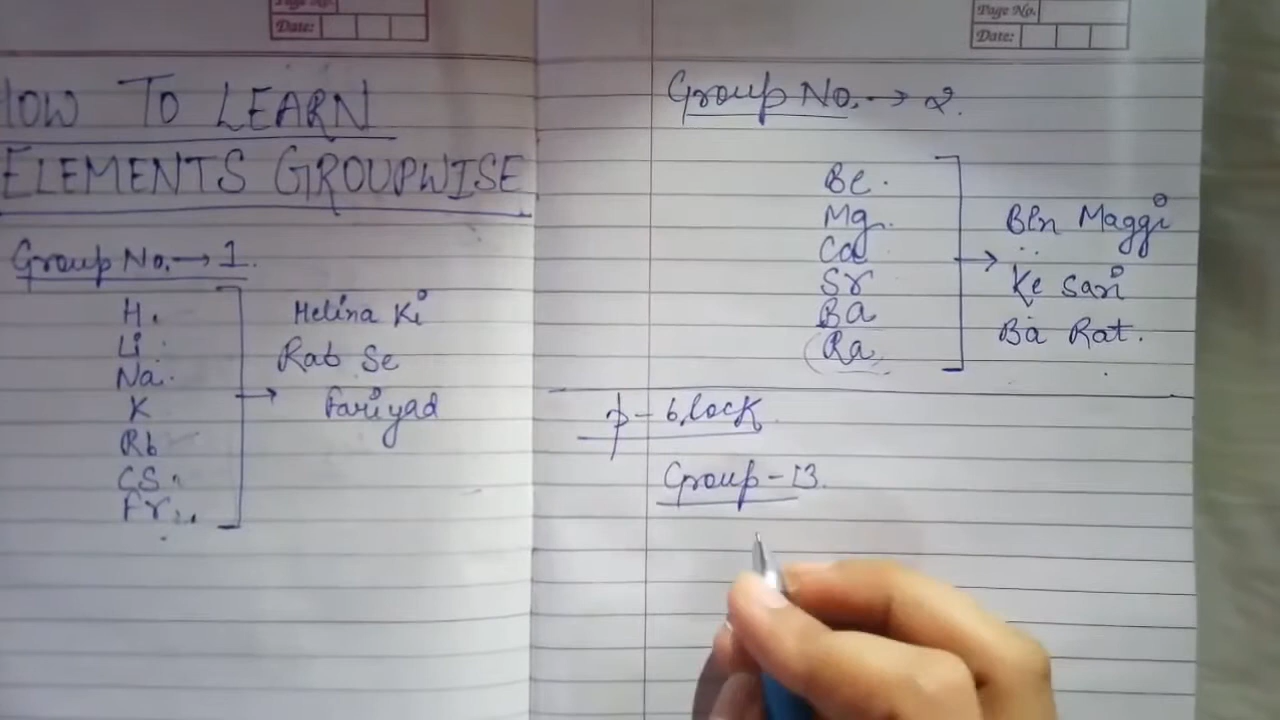 Page No.
Date:
HOW TO LEARN
ELEMENTS GROUPWISE
Group No. → 1.
H.
Li.
Na.
K
Rb
CS.
Fr..
→
Helina Ki
Rab Se
Fariyad
Page No.
Date:
Group No. → 2.
Be.
Mg.
Ca
Sr
Ba
Ra
→
Ben Maggi
Ke Sari
Ba Rat.
p-block
Group-13.